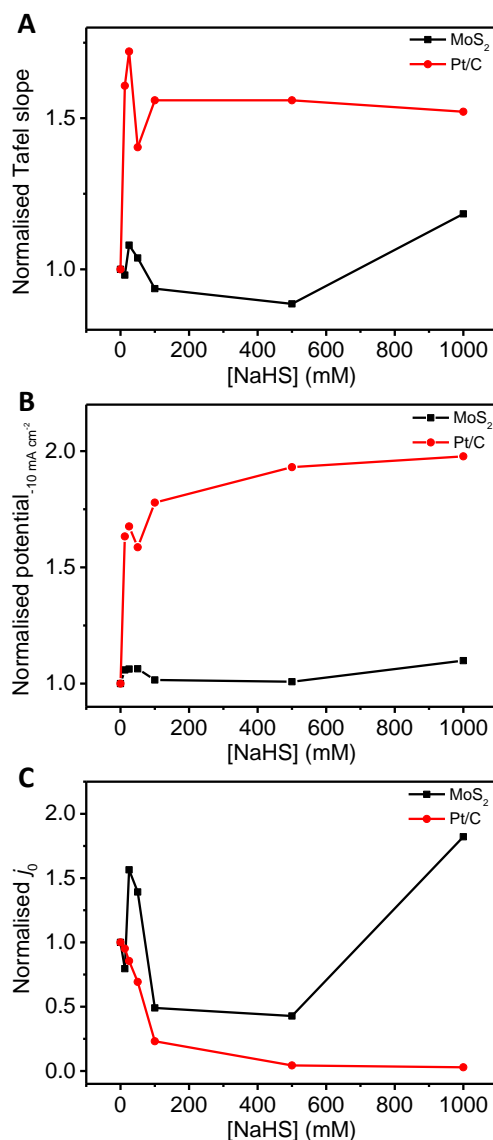 A
MoS₂
Pt/C
Normalised Tafel slope
1.5
1.0
0 200 400 600 800 1000
[NaHS] (mM)
B
MoS₂
Pt/C
Normalised potential₋₁₀ mA cm⁻²
2.0
1.5
1.0
0 200 400 600 800 1000
[NaHS] (mM)
C
MoS₂
Pt/C
Normalised j₀
2.0
1.5
1.0
0.5
0.0
0 200 400 600 800 1000
[NaHS] (mM)